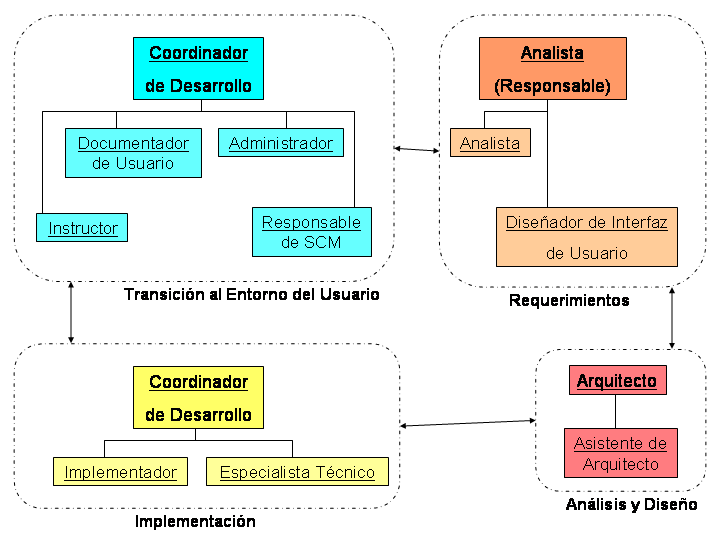 Coordinador
de Desarrollo
Documentador
de Usuario
Administrador
Instructor
Responsable
de SCM
Transición al Entorno del Usuario
Analista
(Responsable)
Analista
Diseñador de Interfaz
de Usuario
Requerimientos
Coordinador
de Desarrollo
Implementador
Especialista Técnico
Implementación
Arquitecto
Asistente de
Arquitecto
Análisis y Diseño